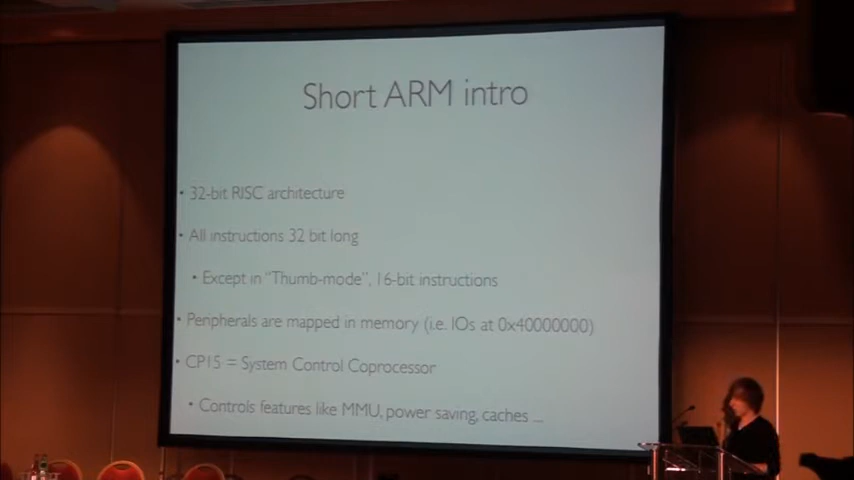 Short ARM intro
• 32-bit RISC architecture
• All instructions 32 bit long
• Except in "Thumb-mode", 16-bit instructions
• Peripherals are mapped in memory (i.e. IOs at 0x40000000)
• CP15 = System Control Coprocessor
• Controls features like MMU, power saving, caches ...